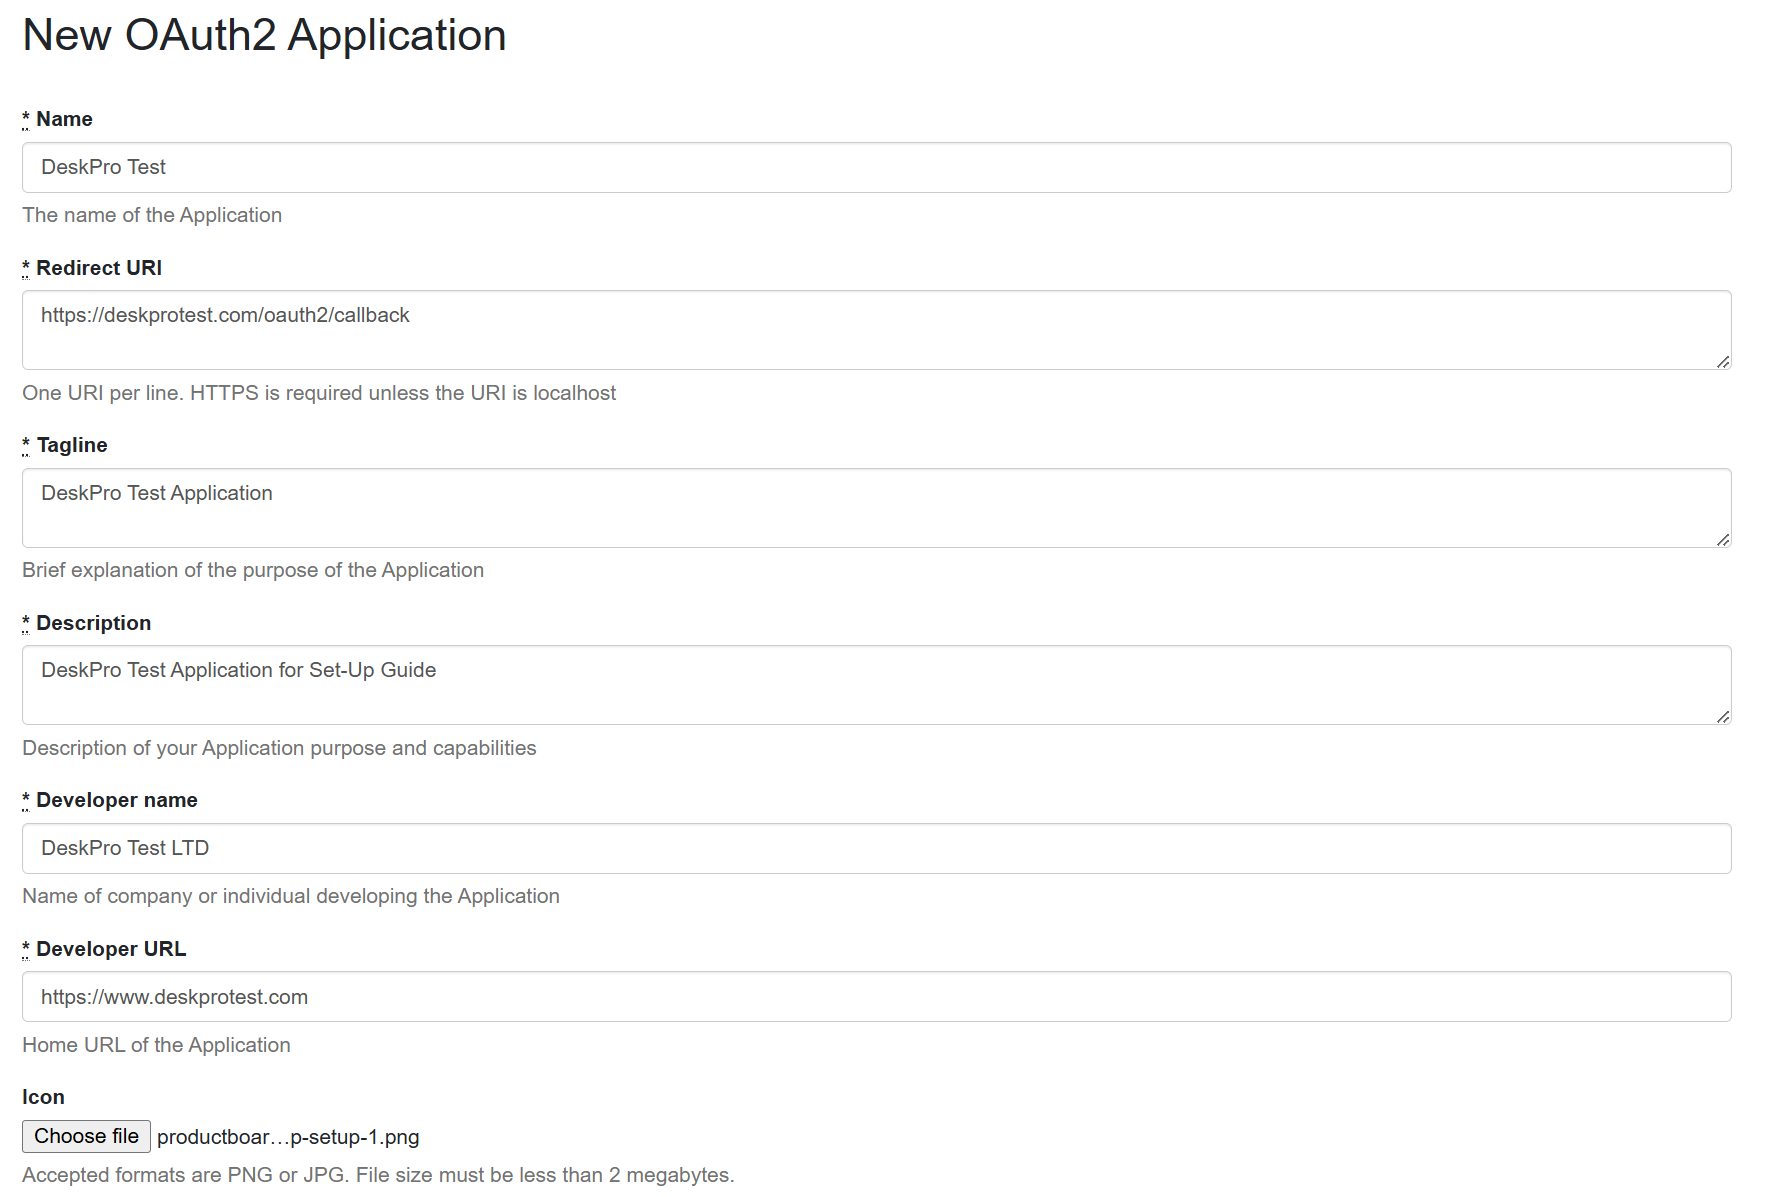 New OAuth2 Application
* Name
DeskPro Test
The name of the Application
* Redirect URI
https://deskprotest.com/oauth2/callback
One URI per line. HTTPS is required unless the URI is localhost
* Tagline
DeskPro Test Application
Brief explanation of the purpose of the Application
* Description
DeskPro Test Application for Set-Up Guide
Description of your Application purpose and capabilities
* Developer name
DeskPro Test LTD
Name of company or individual developing the Application
* Developer URL
https://www.deskprotest.com
Home URL of the Application
Icon
Choose file productboar…p-setup-1.png
Accepted formats are PNG or JPG. File size must be less than 2 megabytes.